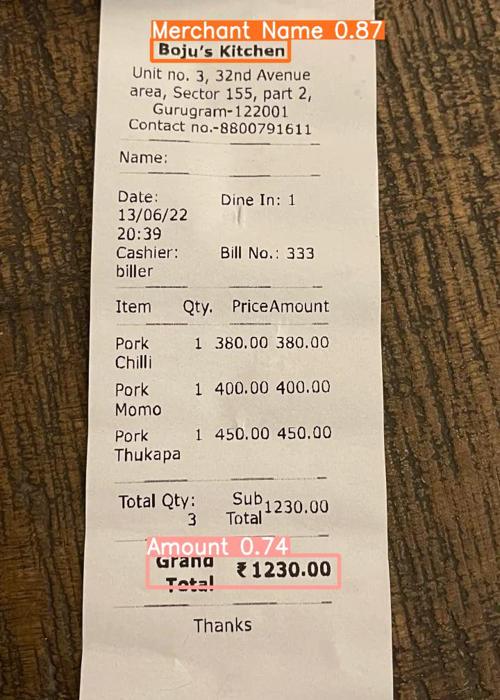 Merchant Name 0.87
Boju's Kitchen
Unit no. 3, 32nd Avenue
area, Sector 155, part 2,
Gurugram-122001
Contact no.-8800791611
Name:
Date: Dine In: 1
13/06/22
20:39
Cashier: Bill No.: 333
biller
Item Qty. Price Amount
Pork 1 380.00 380.00
Chilli
Pork 1 400.00 400.00
Momo
Pork 1 450.00 450.00
Thukapa
Total Qty: Sub 1230.00
3 Total
Amount 0.74
Grand ₹1230.00
Total
Thanks